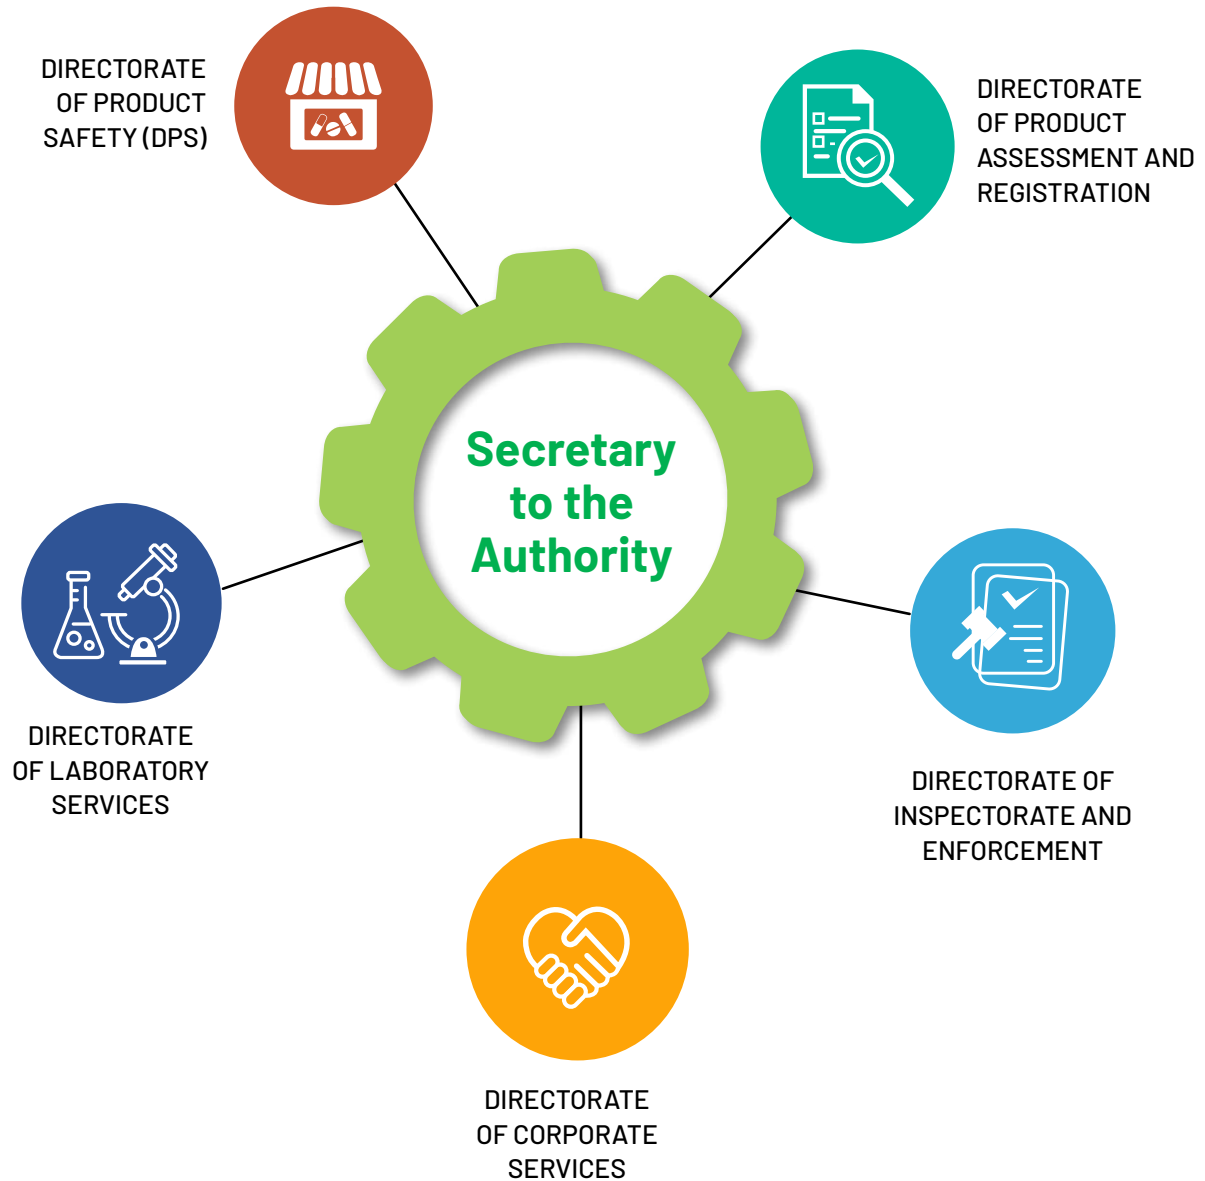 DIRECTORATE
OF PRODUCT
SAFETY (DPS)
DIRECTORATE
OF PRODUCT
ASSESSMENT AND
REGISTRATION
Secretary
to the
Authority
DIRECTORATE
OF LABORATORY
SERVICES
DIRECTORATE OF
INSPECTORATE AND
ENFORCEMENT
DIRECTORATE
OF CORPORATE
SERVICES